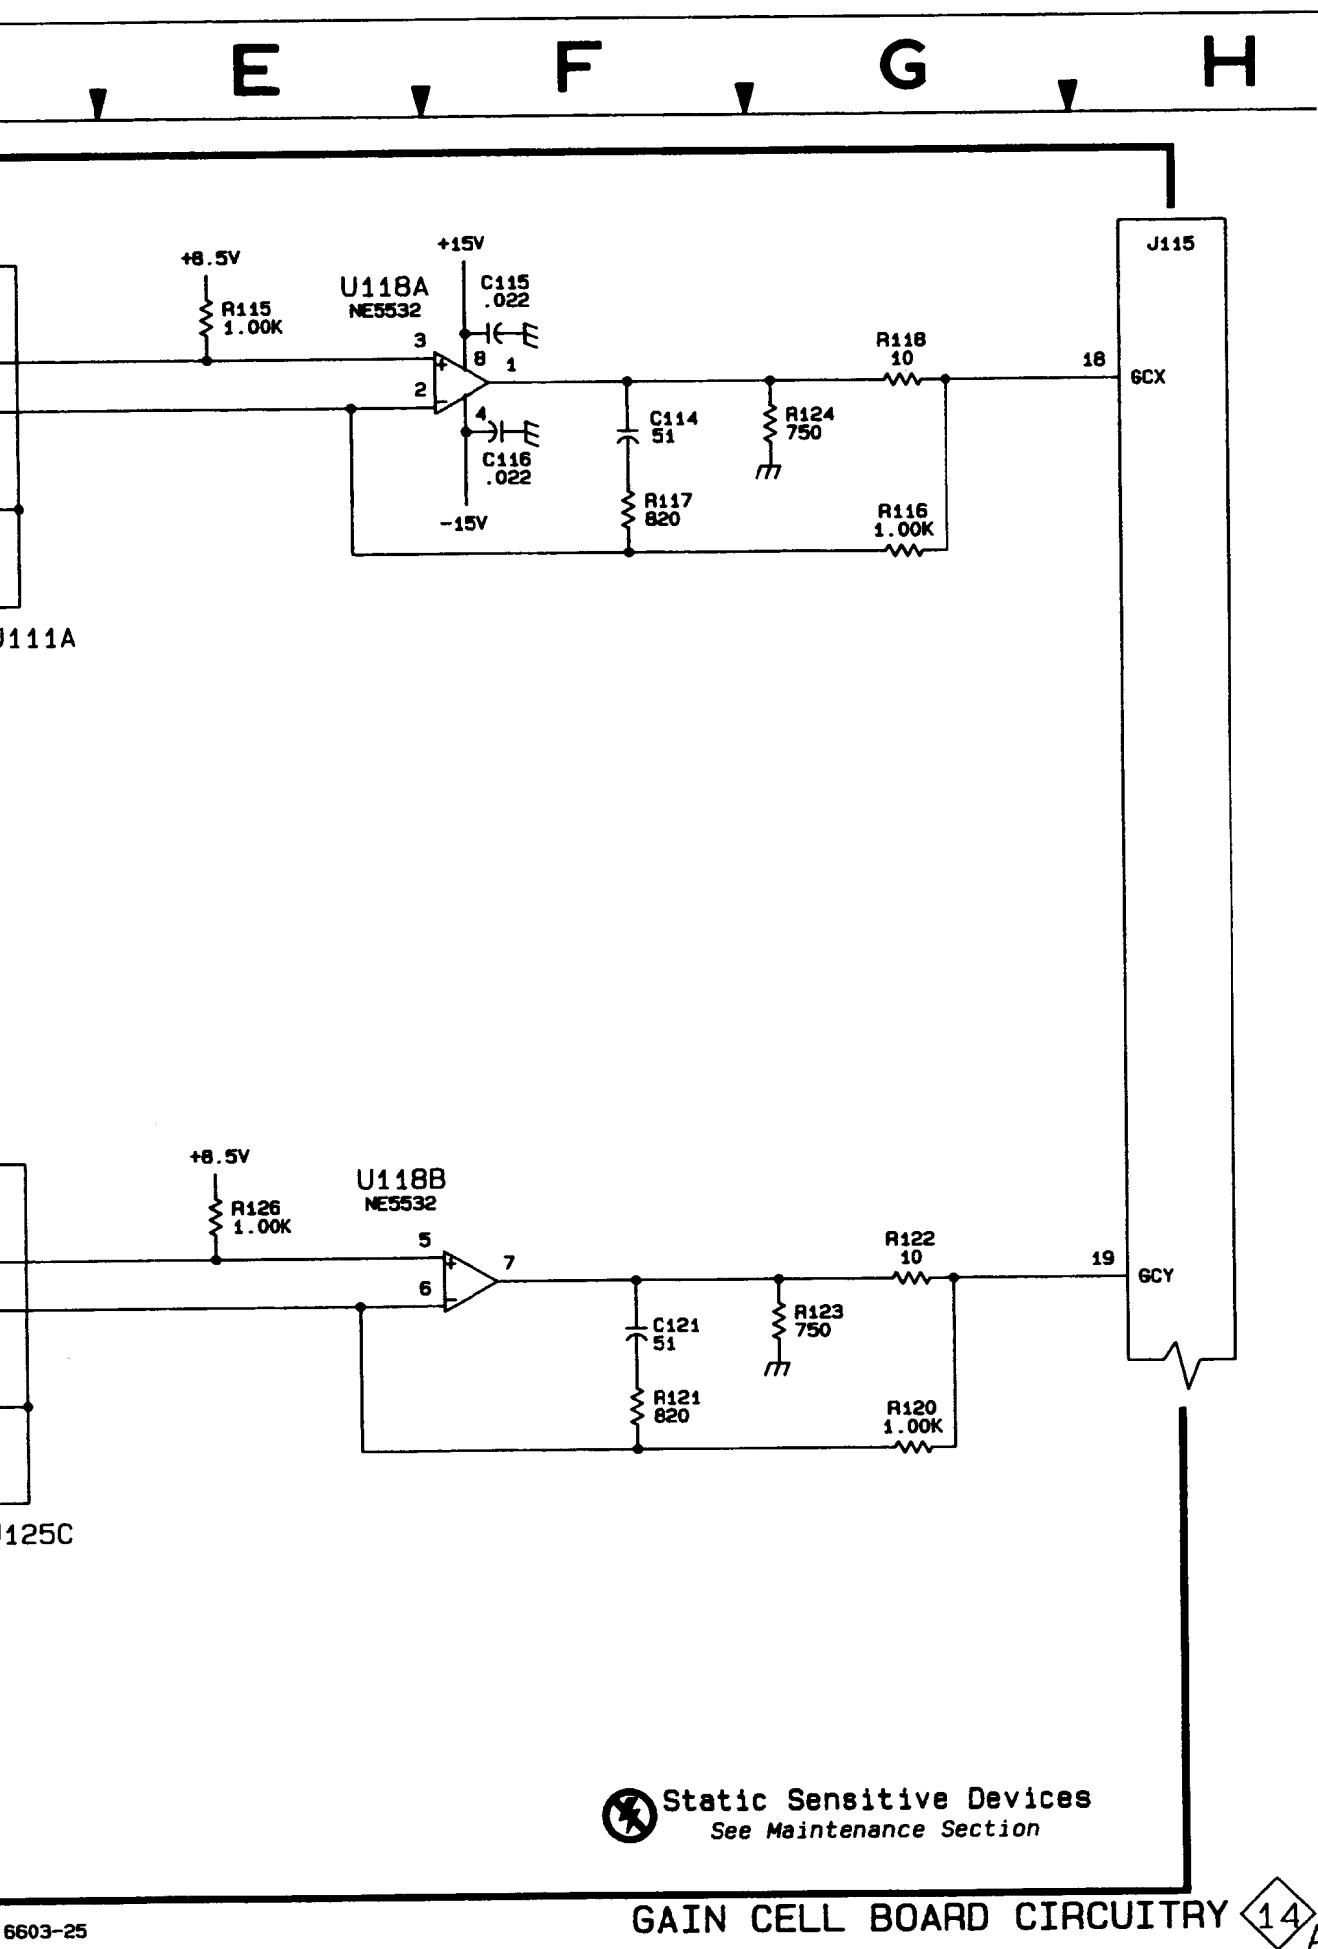 E F G H
J115
+15V
+8.5V
U118A
NE5532
C115
.022
R115
1.00K
3
8
1
R118
10
18
GCX
2
4
C114
51
R124
750
C116
.022
-15V
R117
820
R116
1.00K
111A
+8.5V
U118B
NE5532
R126
1.00K
5
7
R122
10
19
GCY
6
C121
51
R123
750
R121
820
R120
1.00K
125C
Static Sensitive Devices
See Maintenance Section
6603-25
GAIN CELL BOARD CIRCUITRY 14